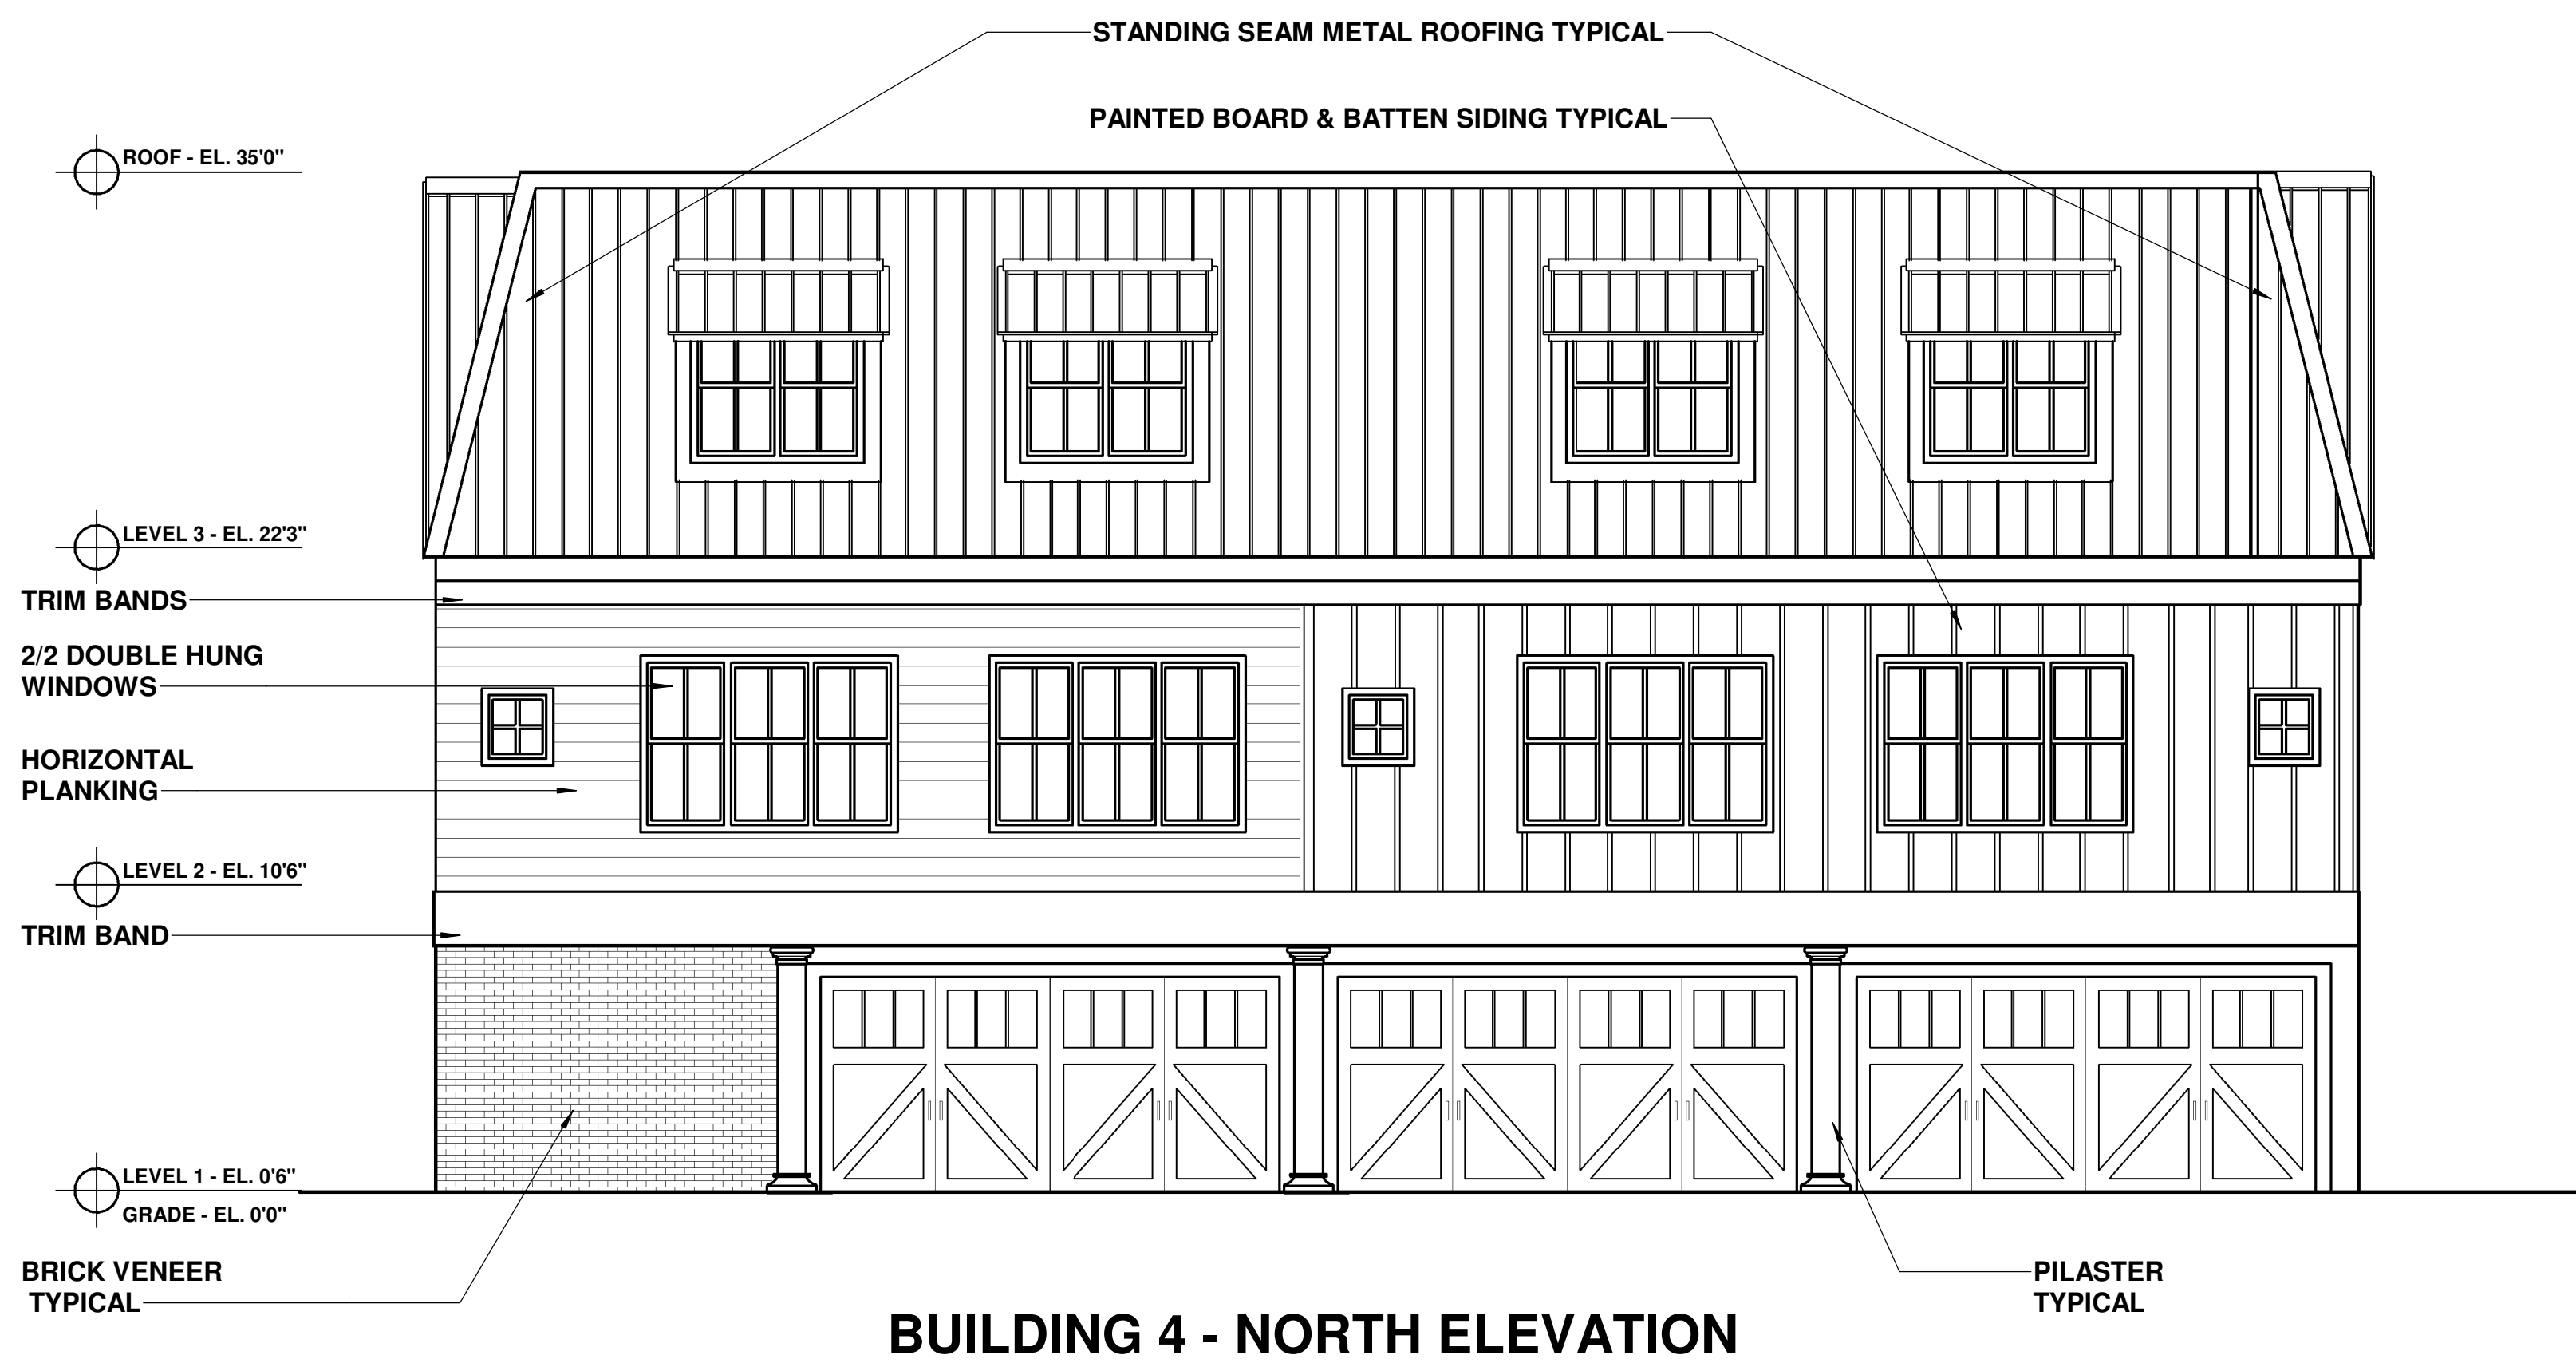 STANDING SEAM METAL ROOFING TYPICAL
PAINTED BOARD & BATTEN SIDING TYPICAL
ROOF - EL. 35'0"
LEVEL 3 - EL. 22'3"
TRIM BANDS
2/2 DOUBLE HUNG
WINDOWS
HORIZONTAL
PLANKING
LEVEL 2 - EL. 10'6"
TRIM BAND
LEVEL 1 - EL. 0'6"
GRADE - EL. 0'0"
BRICK VENEER
TYPICAL
PILASTER
TYPICAL
BUILDING 4 - NORTH ELEVATION